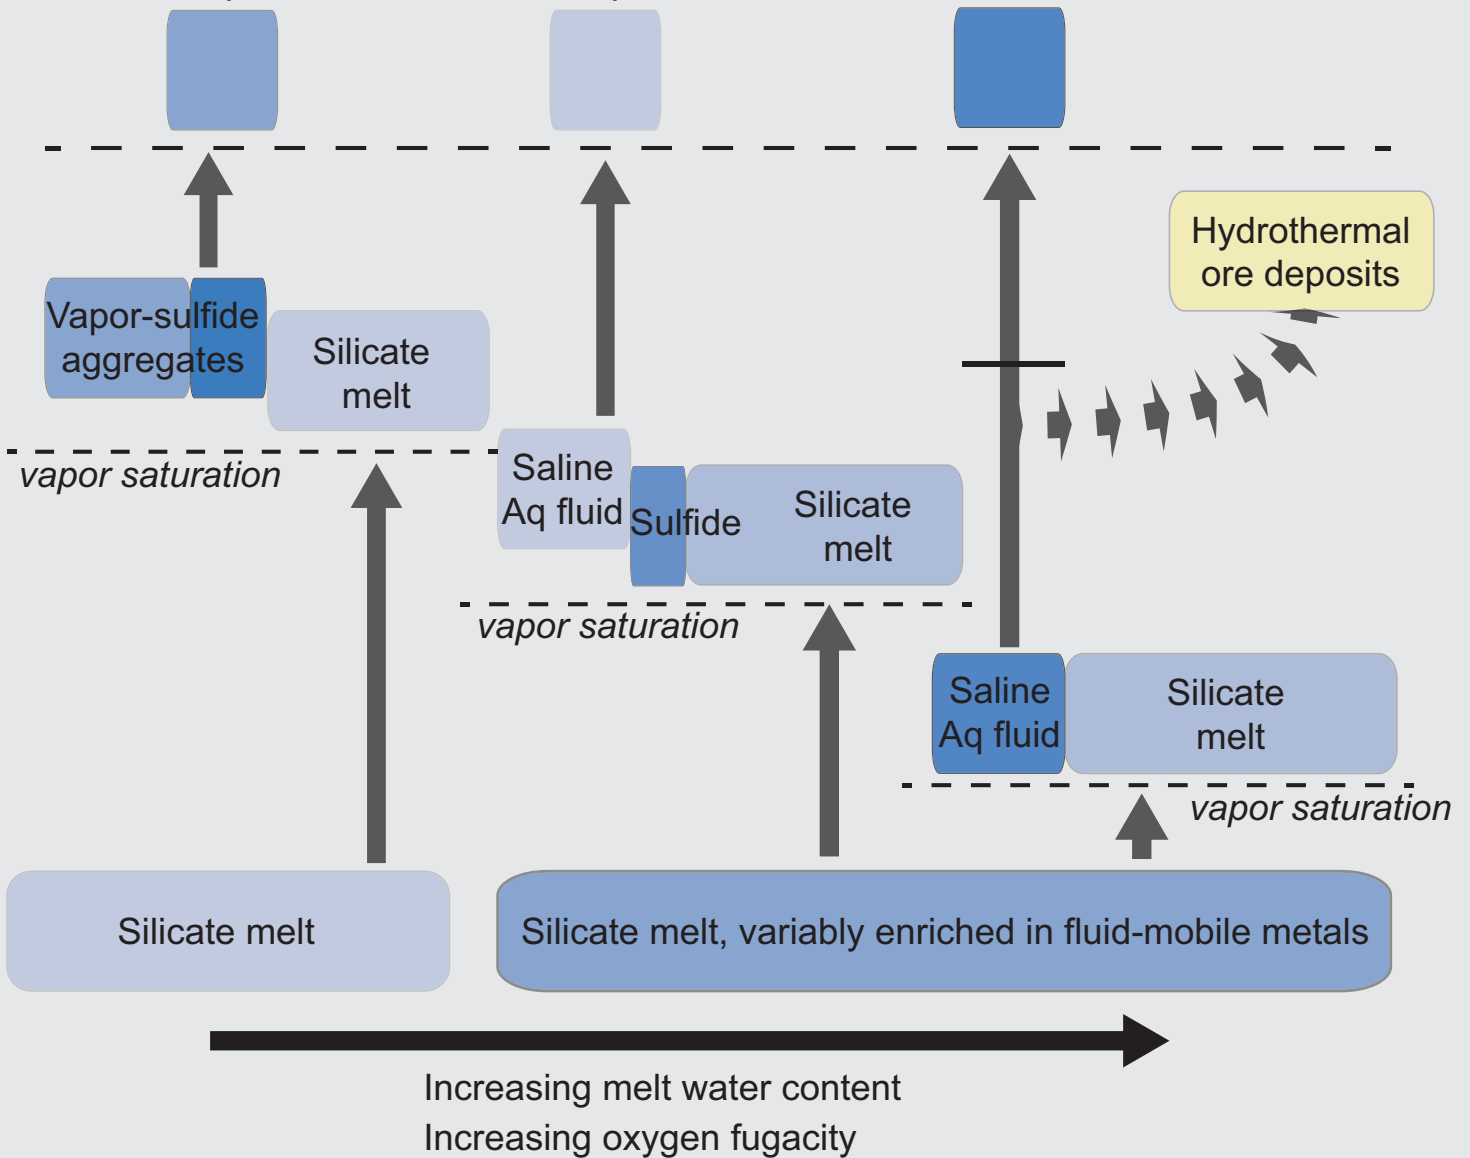 Hydrothermal
ore deposits
Vapor-sulfide
aggregates
Silicate
melt
vapor saturation
Saline
Aq fluid
Sulfide
Silicate
melt
vapor saturation
Saline
Aq fluid
Silicate
melt
vapor saturation
Silicate melt
Silicate melt, variably enriched in fluid-mobile metals
Increasing melt water content
Increasing oxygen fugacity